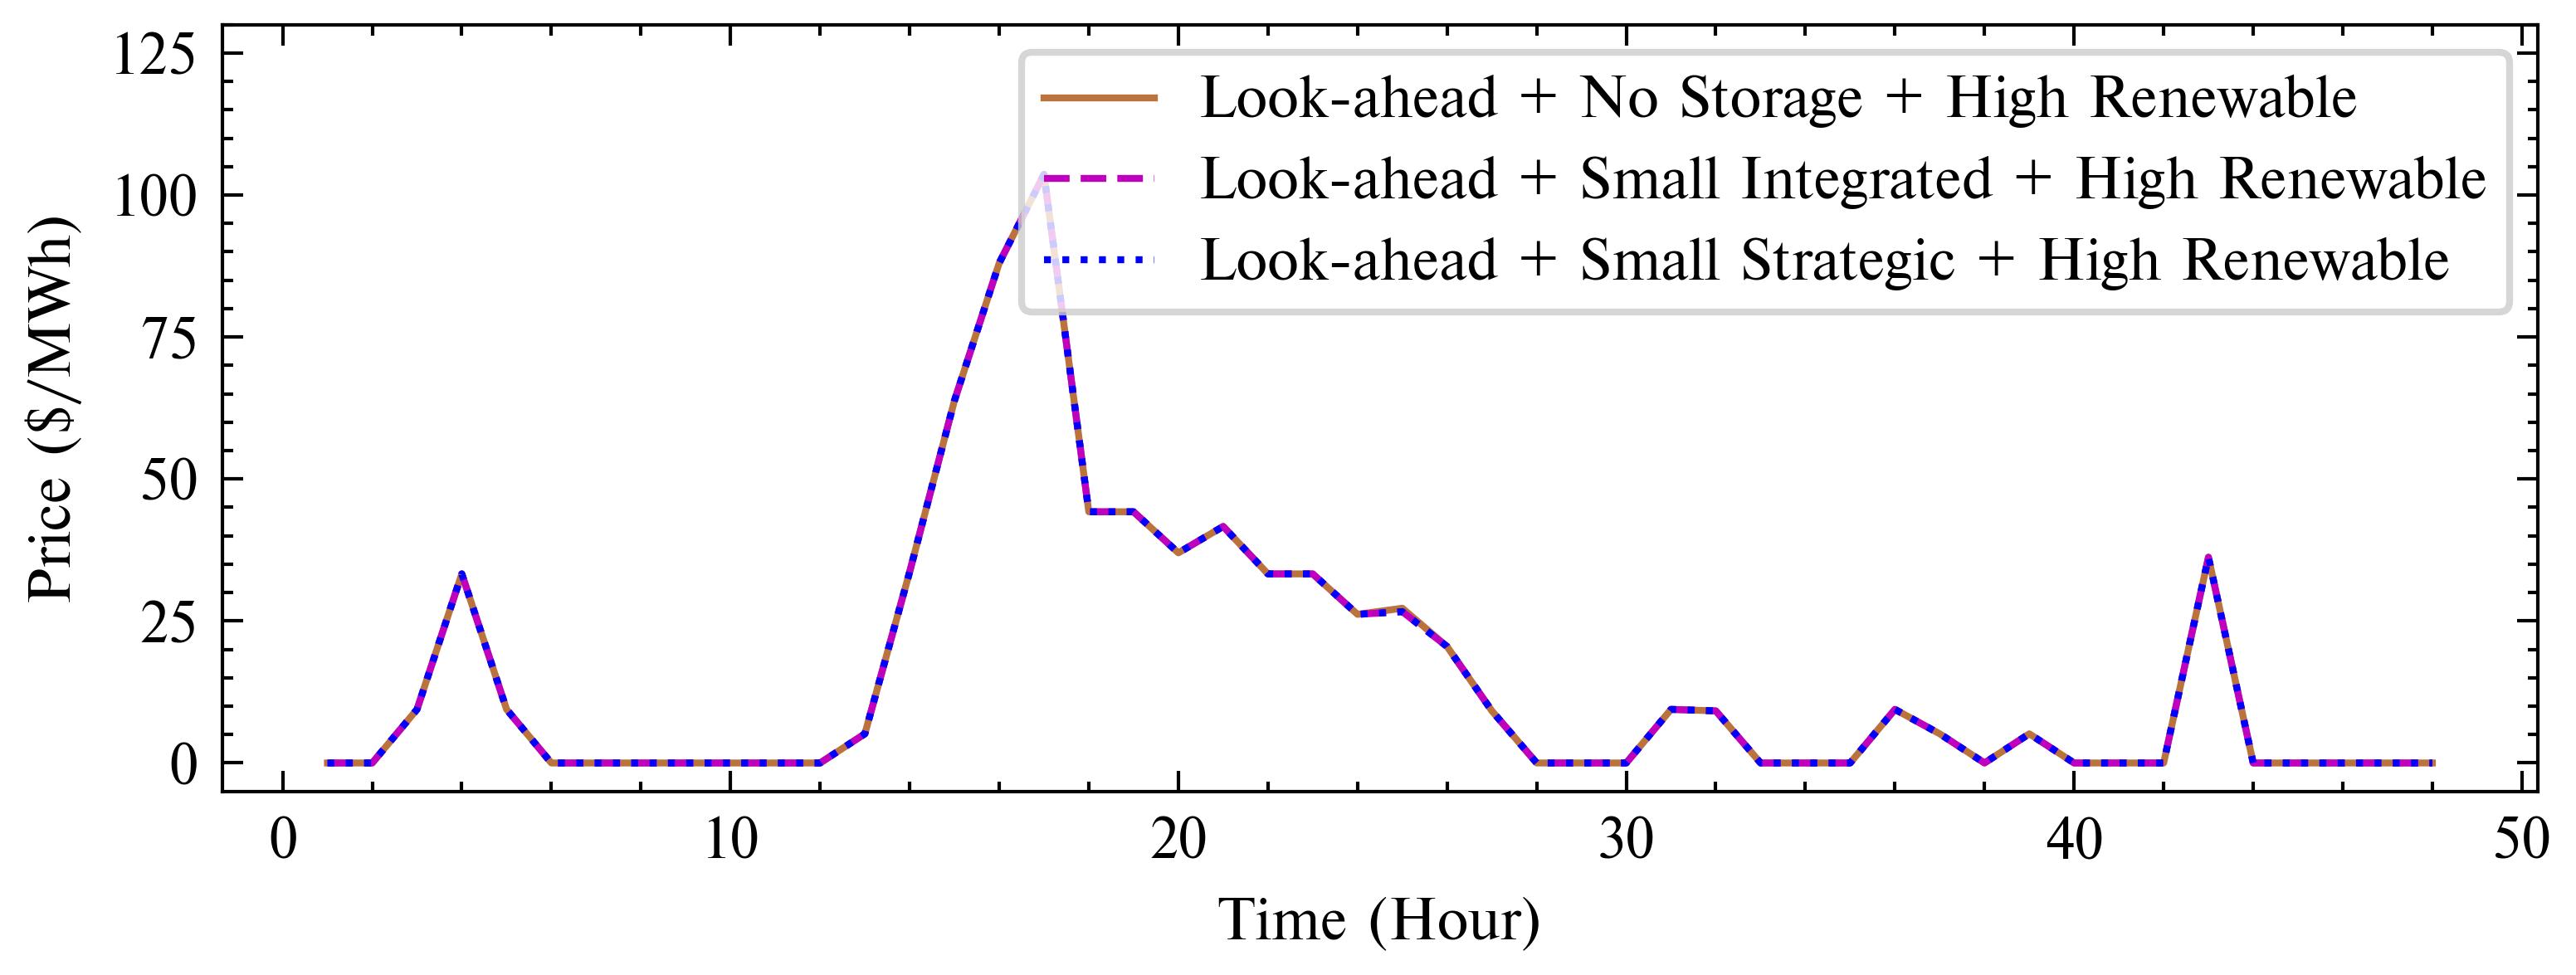 125
100
75
50
25
0
Price ($/MWh)
Look-ahead + No Storage + High Renewable
Look-ahead + Small Integrated + High Renewable
Look-ahead + Small Strategic + High Renewable
0 10 20 30 40 50
Time (Hour)